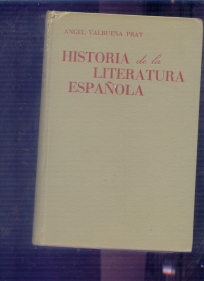 ANGEL VALBUENA PRAT
HISTORIA de la
LITERATURA
ESPAÑOLA